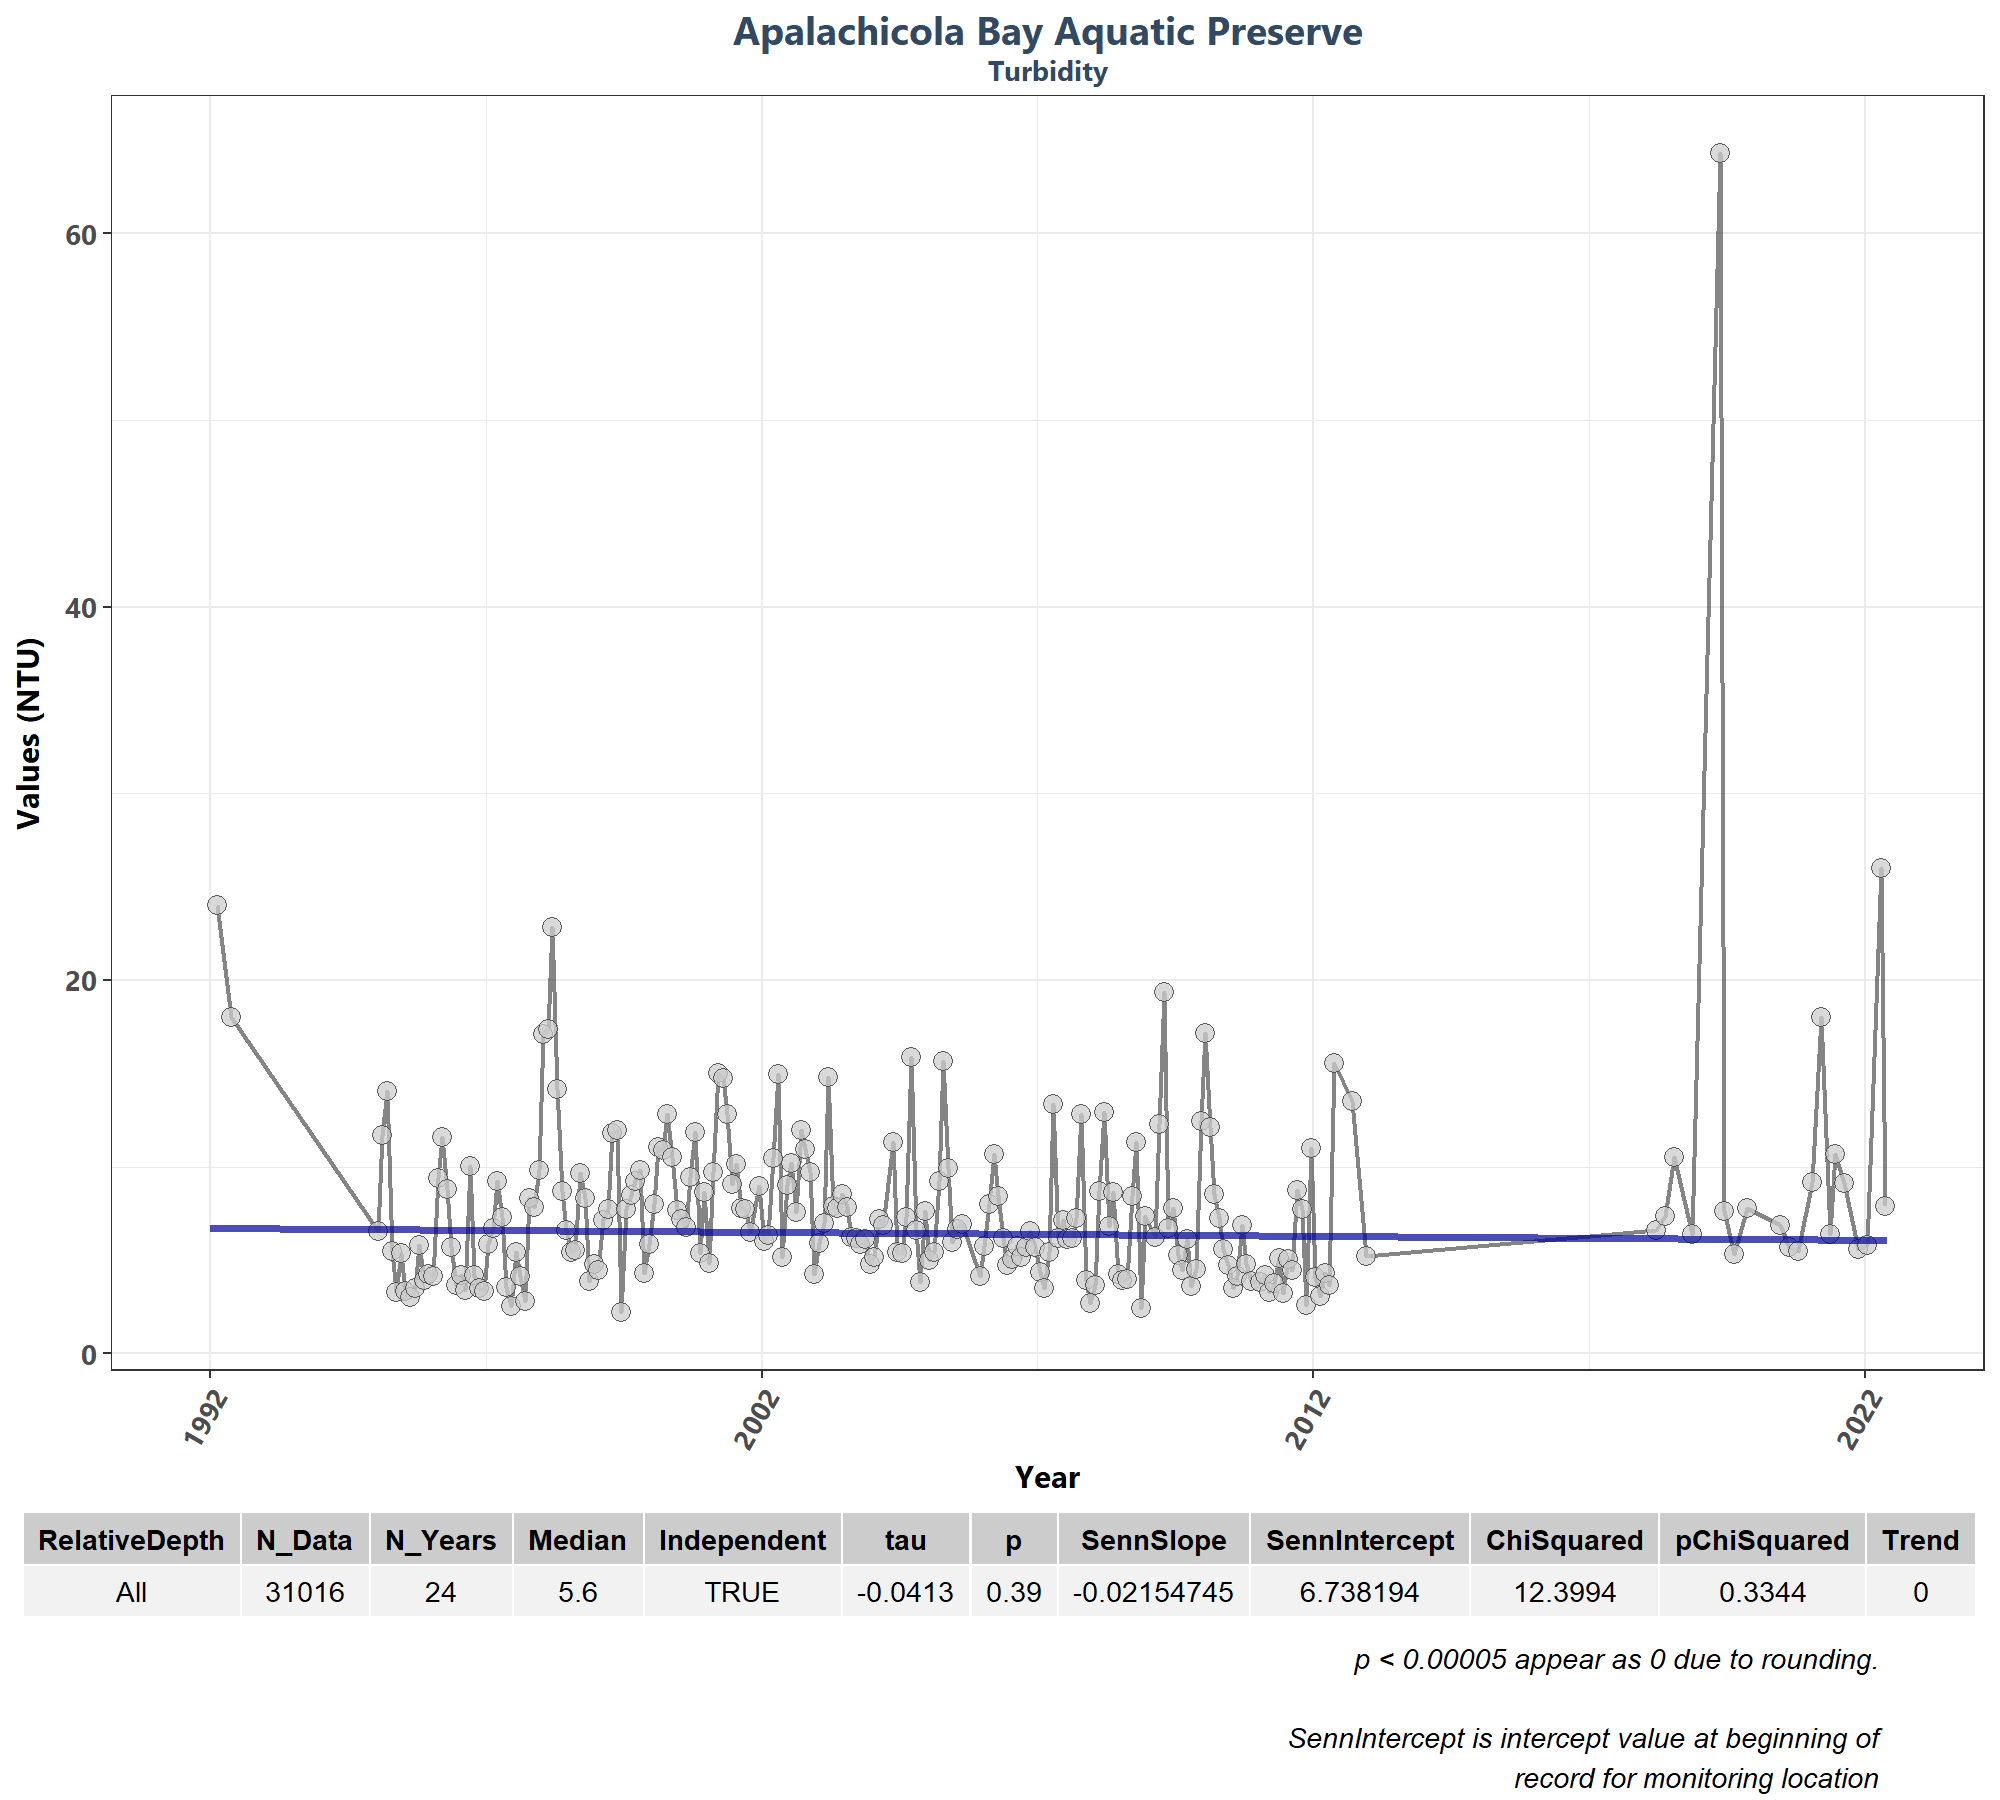 Apalachicola Bay Aquatic Preserve
Turbidity
Values (NTU)
60
40
20
0
1992 2002 2012 2022
Year
RelativeDepth N_Data N_Years Median Independent tau p SennSlope SennIntercept ChiSquared pChiSquared Trend
All 31016 24 5.6 TRUE -0.0413 0.39 -0.02154745 6.738194 12.3994 0.3344 0
p < 0.00005 appear as 0 due to rounding.
SennIntercept is intercept value at beginning of
record for monitoring location